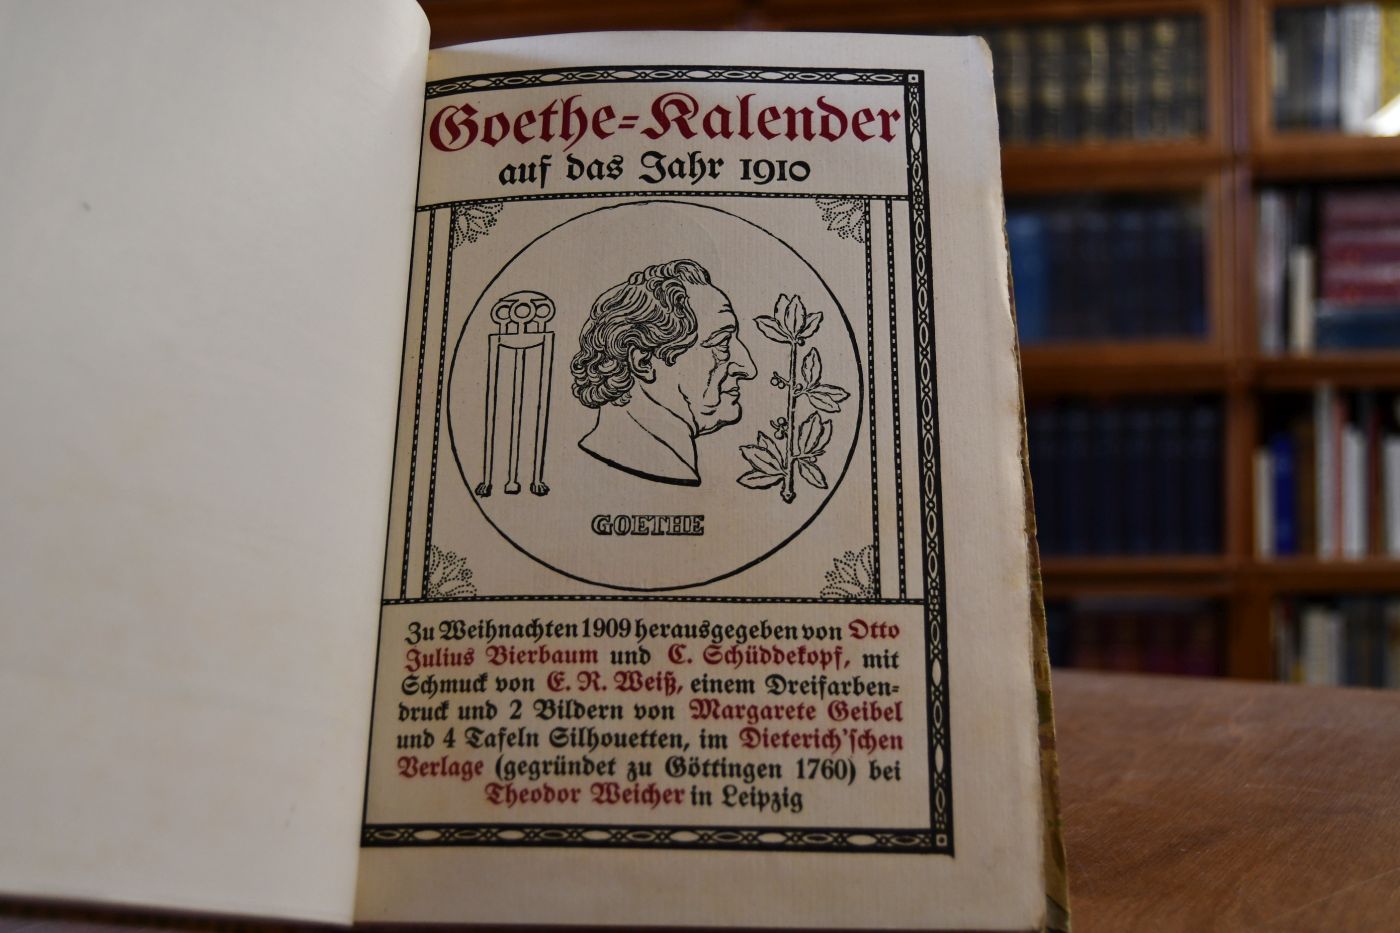 Goethe-Kalender
auf das Jahr 1910
GOETHE
Zu Weihnachten 1909 herausgegeben von Otto
Julius Bierbaum und C. Schüddekopf, mit
Schmuck von E. R. Weiß, einem Dreifarben-
druck und 2 Bildern von Margarete Geibel
und 4 Tafeln Silhouetten, im Dieterich'schen
Verlage (gegründet zu Göttingen 1760) bei
Theodor Weicher in Leipzig